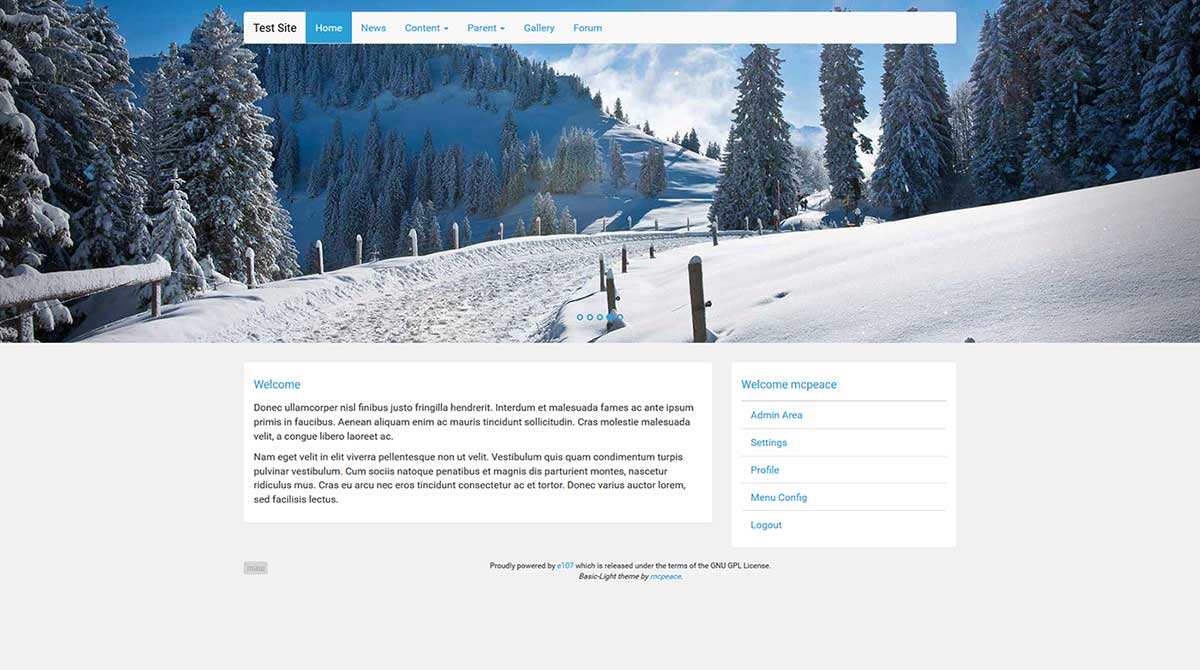 Test Site Home News Content Parent Gallery Forum
Welcome
Donec ullamcorper nisl finibus justo fringilla hendrerit. Interdum et malesuada fames ac ante ipsum
primis in faucibus. Aenean aliquam enim ac mauris tincidunt sollicitudin. Cras molestie malesuada
velit, a congue libero laoreet ac.
Nam eget velit in elit viverra pellentesque non ut velit. Vestibulum quis quam condimentum turpis
pulvinar vestibulum. Cum sociis natoque penatibus et magnis dis parturient montes, nascetur
ridiculus mus. Cras eu arcu nec eros tincidunt consectetur ac et tortor. Donec varius auctor lorem,
sed facilisis lectus.
Welcome mcpeace
Admin Area
Settings
Profile
Menu Config
Logout
Proudly powered by e107 which is released under the terms of the GNU GPL License.
Basic-Light theme by mcpeace.